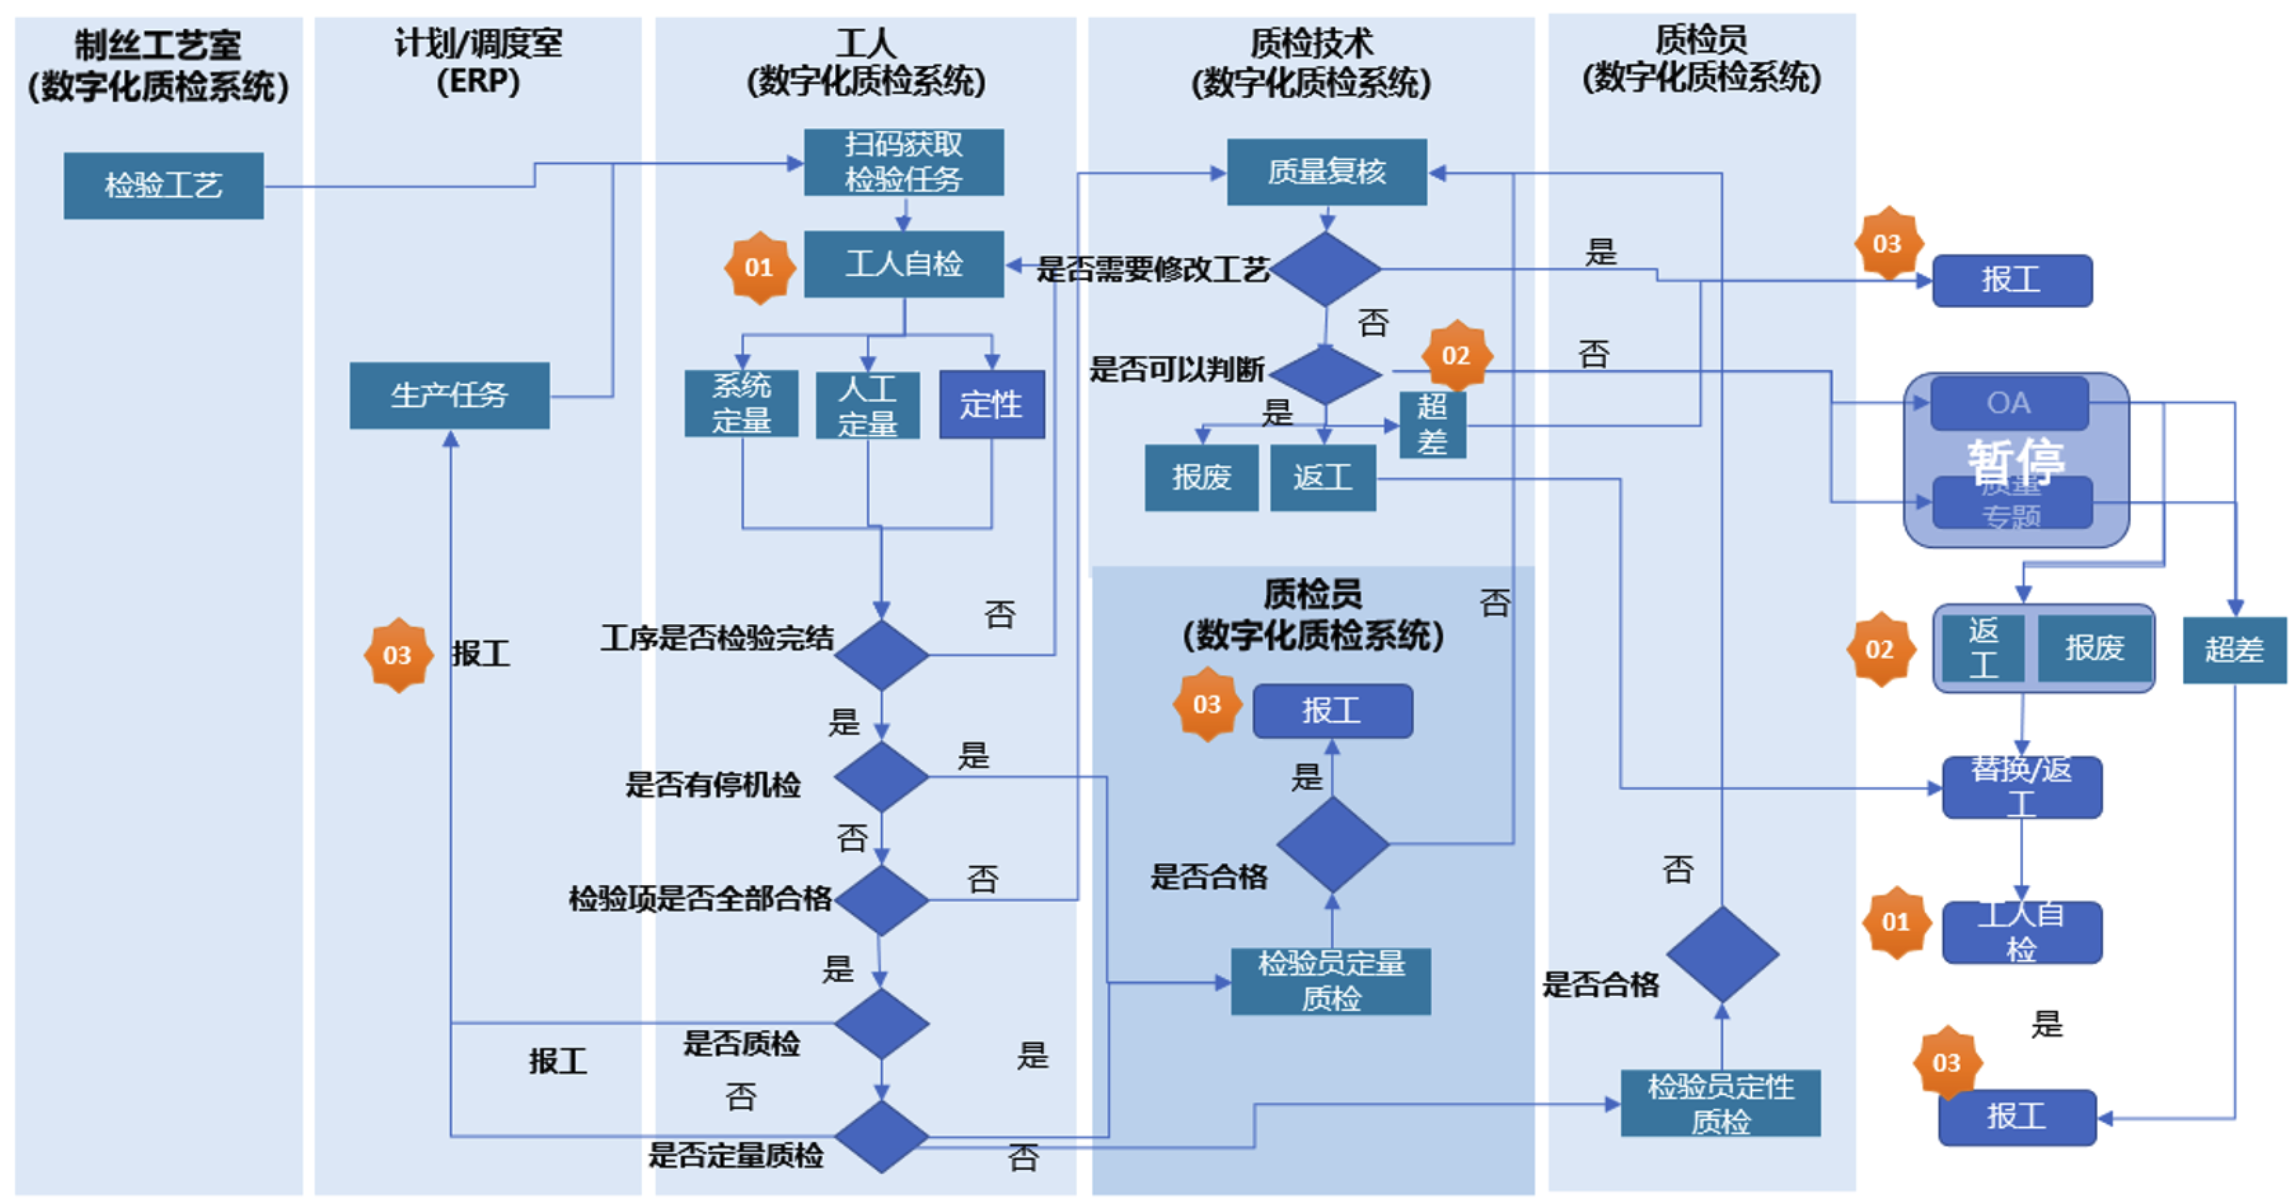 制丝工艺室
(数字化质检系统)
检验工艺
计划/调度室
(ERP)
生产任务
03
报工
报工
工人
(数字化质检系统)
扫码获取
检验任务
01
工人自检
系统
定量
人工
定量
定性
工序是否检验完结
否
是
是否有停机检
是
否
检验项是否全部合格
否
是
是否质检
是
否
是否定量质检
否
质检技术
(数字化质检系统)
质量复核
是否需要修改工艺
是
否
是否可以判断
02
否
是
超
差
报废
返工
质检员
(数字化质检系统)
否
03
报工
是
是否合格
检验员定量
质检
质检员
(数字化质检系统)
否
是否合格
检验员定性
质检
03
报工
OA
暂停
质量
专题
02
返
工
报废
超差
替换/返
工
01
工人自
检
是
03
报工